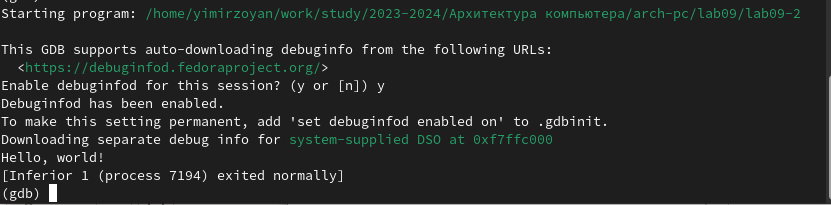 Starting program: /home/yimirzoyan/work/study/2023-2024/Архитектура компьютера/arch-pc/lab09/lab09-2
This GDB supports auto-downloading debuginfo from the following URLs:
<https://debuginfod.fedoraproject.org/>
Enable debuginfod for this session? (y or [n]) y
Debuginfod has been enabled.
To make this setting permanent, add 'set debuginfod enabled on' to .gdbinit.
Downloading separate debug info for system-supplied DSO at 0xf7ffc000
Hello, world!
[Inferior 1 (process 7194) exited normally]
(gdb)